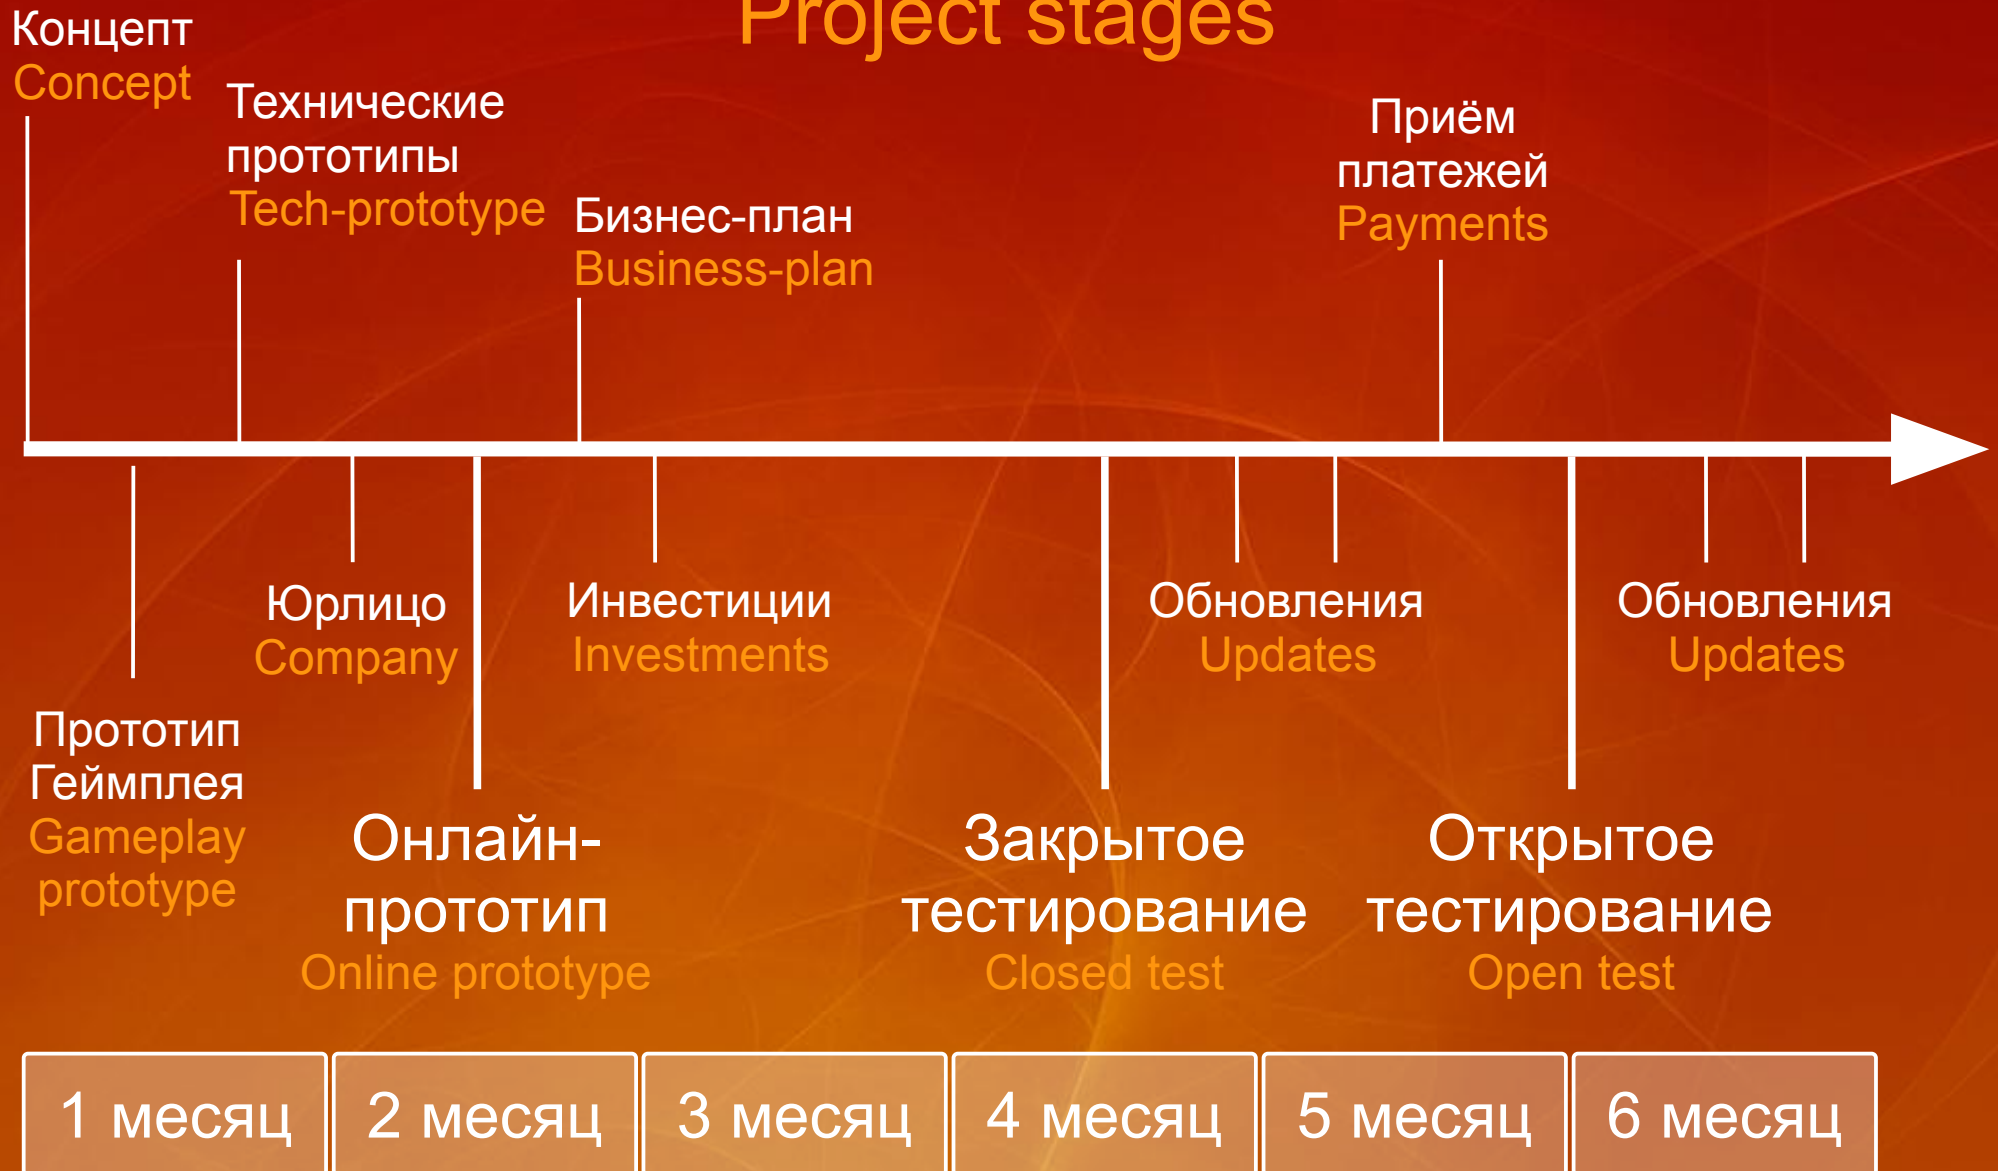 Project stages
Концепт
Concept
Технические
прототипы
Tech-prototype
Бизнес-план
Business-plan
Приём
платежей
Payments
Юрлицо
Company
Инвестиции
Investments
Обновления
Updates
Обновления
Updates
Прототип
Геймплея
Gameplay
prototype
Онлайн-
прототип
Online prototype
Закрытое
тестирование
Closed test
Открытое
тестирование
Open test
1 месяц
2 месяц
3 месяц
4 месяц
5 месяц
6 месяц